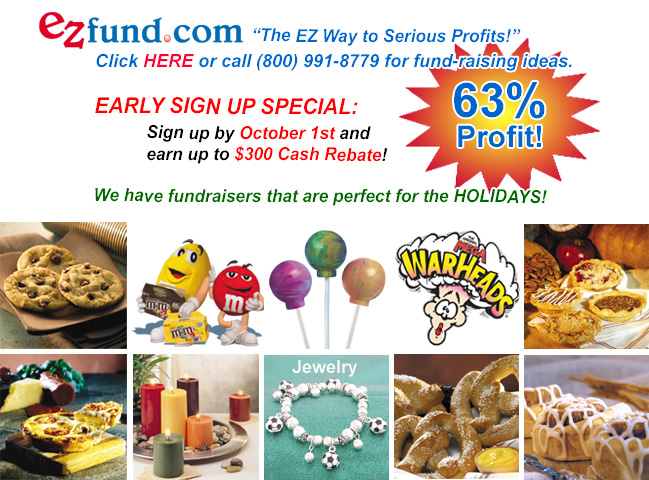 ezfund.com "The EZ Way to Serious Profits!"
Click HERE or call (800) 991-8779 for fund-raising ideas.
63%
Profit!
EARLY SIGN UP SPECIAL:
Sign up by October 1st and
earn up to $300 Cash Rebate!
We have fundraisers that are perfect for the HOLIDAYS!
m
m&m's
m&m's
MEGA
WARHEADS
Jewelry